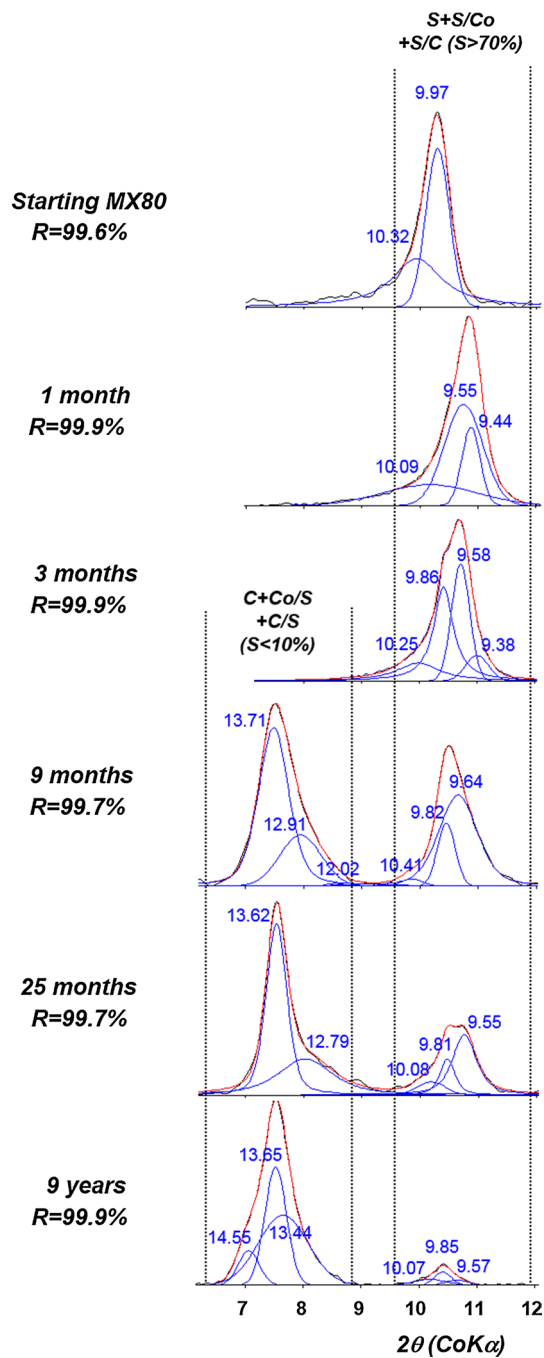 S+S/Co
+S/C (S>70%)
9.97
Starting MX80
R=99.6%
10.32
1 month
R=99.9%
9.55
9.44
10.09
3 months
R=99.9%
9.86
9.58
10.25
9.38
C+Co/S
+C/S
(S<10%)
9 months
R=99.7%
13.71
12.91
12.02
9.64
9.82
10.41
25 months
R=99.7%
13.62
12.79
9.55
9.81
10.08
9 years
R=99.9%
13.65
14.55
13.44
9.85
10.07
9.57
7 8 9 10 11 12
2θ (CoKα)